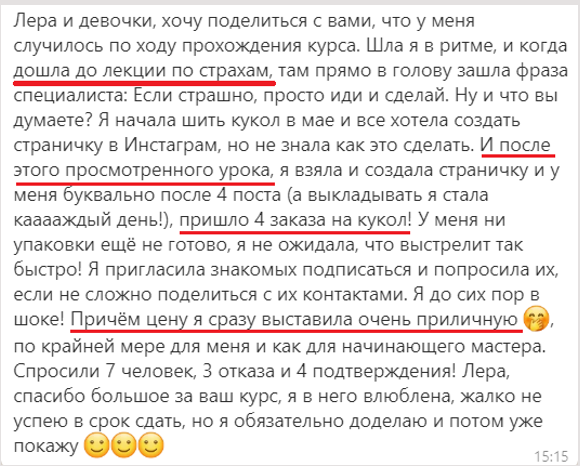 Лера и девочки, хочу поделиться с вами, что у меня
случилось по ходу прохождения курса. Шла я в ритме, и когда
дошла до лекции по страхам, там прямо в голову зашла фраза
специалиста: Если страшно, просто иди и сделай. Ну и что вы
думаете? Я начала шить кукол в мае и все хотела создать
страничку в Инстаграм, но не знала как это сделать. И после
этого просмотренного урока, я взяла и создала страничку и у
меня буквально после 4 поста (а выкладывать я стала
кааааждый день!), пришло 4 заказа на кукол! У меня ни
упаковки ещё не готово, я не ожидала, что выстрелит так
быстро! Я пригласила знакомых подписаться и попросила их,
если не сложно поделиться с их контактами. Я до сих пор в
шоке! Причём цену я сразу выставила очень приличную 🤭,
по крайней мере для меня и как для начинающего мастера.
Спросили 7 человек, 3 отказа и 4 подтверждения! Лера,
спасибо большое за ваш курс, я в него влюблена, жалко не
успею в срок сдать, но я обязательно доделаю и потом уже
покажу 🙂🙂🙂
15:15